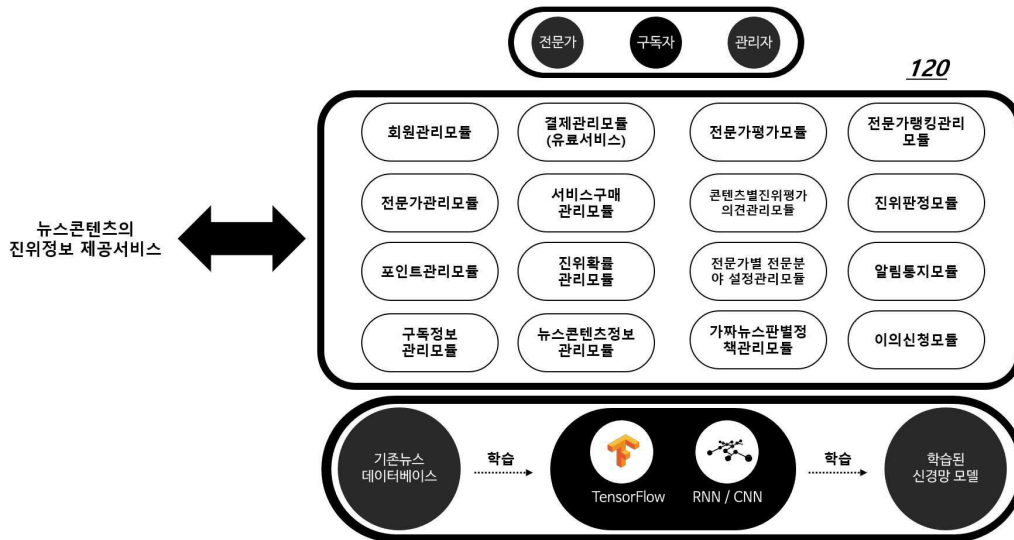 전문가
구독자
관리자
120
회원관리모듈
결제관리모듈
(유료서비스)
전문가평가모듈
전문가랭킹관리
모듈
뉴스콘텐츠의
진위정보 제공서비스
전문가관리모듈
서비스구매
관리모듈
콘텐츠별진위평가
의견관리모듈
진위판정모듈
포인트관리모듈
진위확률
관리모듈
전문가별 전문분
야 설정관리모듈
알림통지모듈
구독정보
관리모듈
뉴스콘텐츠정보
관리모듈
가짜뉴스판별정
책관리모듈
이의신청모듈
기존뉴스
데이터베이스
학습
TensorFlow
RNN / CNN
학습
학습된
신경망 모델